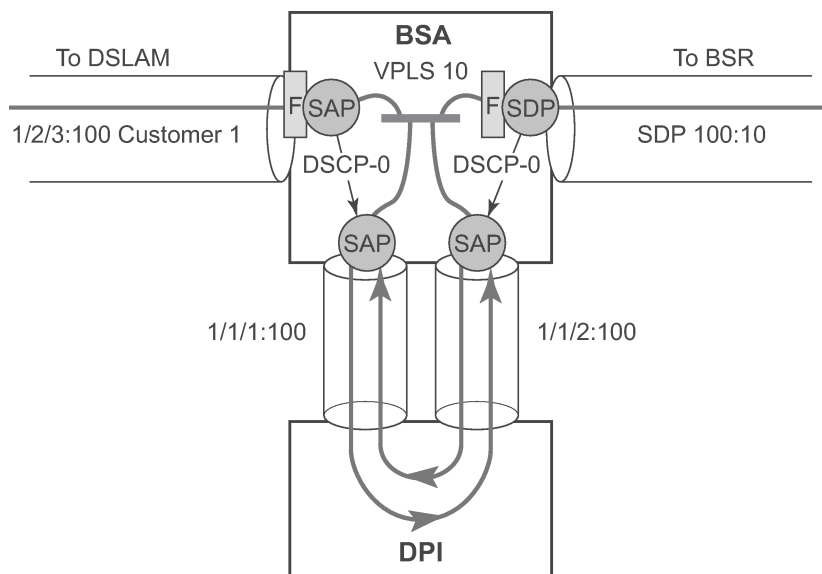 BSA
To DSLAM
VPLS 10
To BSR
F
SAP
F
SDP
1/2/3:100 Customer 1
SDP 100:10
DSCP-0
DSCP-0
SAP
SAP
1/1/1:100
1/1/2:100
DPI